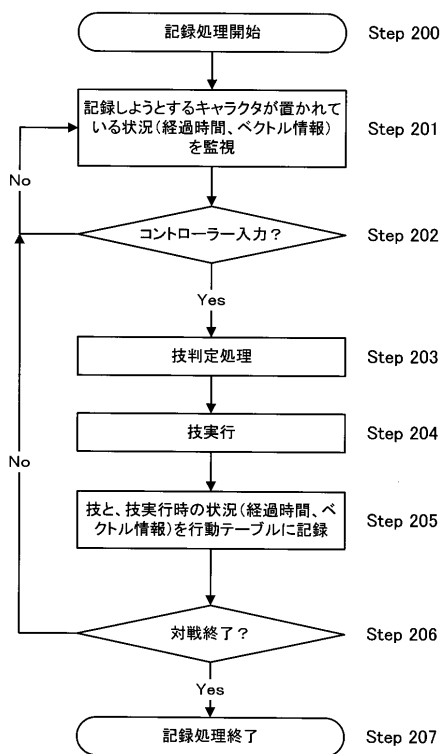 記録処理開始
Step 200
記録しようとするキャラクタが置かれて
いる状況(経過時間、ベクトル情報)
を監視
Step 201
No
コントローラー入力?
Step 202
Yes
技判定処理
Step 203
技実行
Step 204
No
技と、技実行時の状況(経過時間、ベ
クトル情報)を行動テーブルに記録
Step 205
対戦終了?
Step 206
Yes
記録処理終了
Step 207